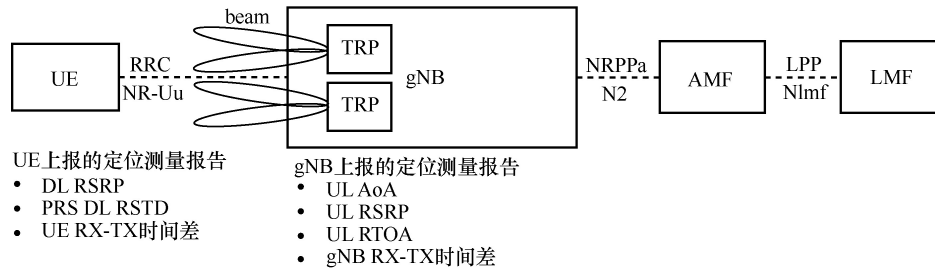 beam
TRP
TRP
gNB
UE
RRC
NR-Uu
NRPPa
N2
AMF
LPP
Nlmf
LMF
UE上报的定位测量报告
• DL RSRP
• PRS DL RSTD
• UE RX-TX时间差
gNB上报的定位测量报告
• UL AoA
• UL RSRP
• UL RTOA
• gNB RX-TX时间差